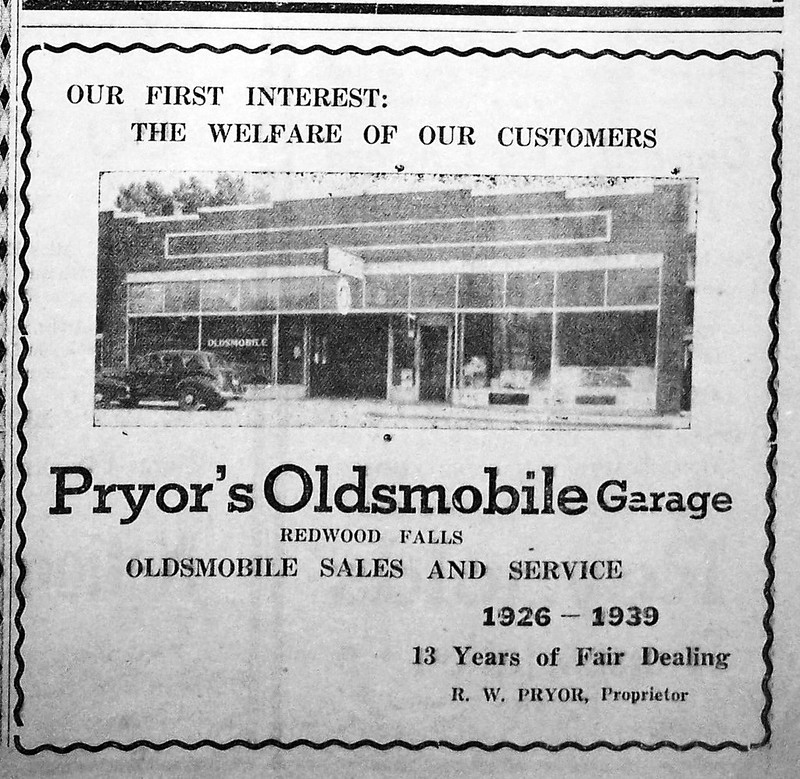 OUR FIRST INTEREST:
THE WELFARE OF OUR CUSTOMERS
OLDSMOBILE
Pryor's Oldsmobile Garage
REDWOOD FALLS
OLDSMOBILE SALES AND SERVICE
1926 — 1939
13 Years of Fair Dealing
R. W. PRYOR, Proprietor